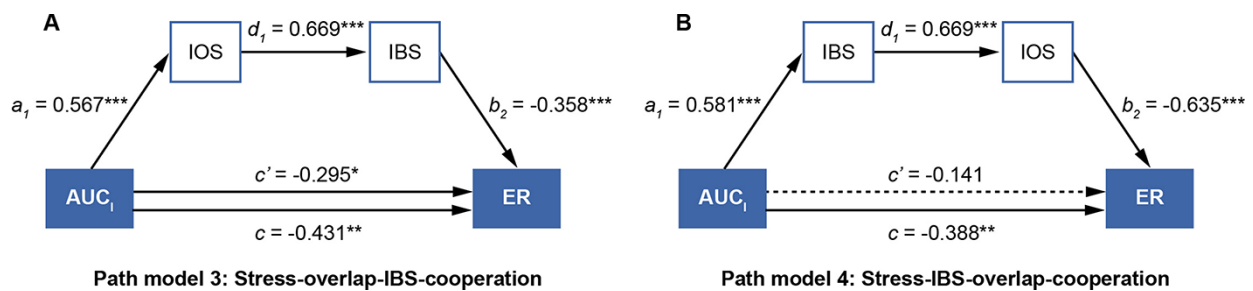 A
d₁ = 0.669***
IOS
IBS
a₁ = 0.567***
b₂ = -0.358***
AUCI
c’ = -0.295*
ER
c = -0.431**
Path model 3: Stress-overlap-IBS-cooperation
B
d₁ = 0.669***
IBS
IOS
a₁ = 0.581***
b₂ = -0.635***
AUCI
c’ = -0.141
ER
c = -0.388**
Path model 4: Stress-IBS-overlap-cooperation